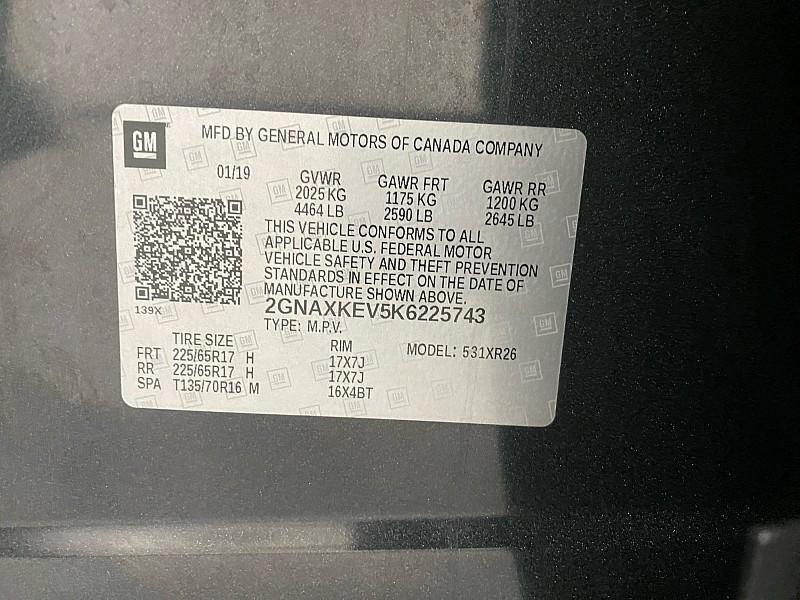 GM
MFD BY GENERAL MOTORS OF CANADA COMPANY
01/19 GVWR GAWR FRT GAWR RR
2025 KG 1175 KG 1200 KG
4464 LB 2590 LB 2645 LB
THIS VEHICLE CONFORMS TO ALL
APPLICABLE U.S. FEDERAL MOTOR
VEHICLE SAFETY AND THEFT PREVENTION
STANDARDS IN EFFECT ON THE DATE OF
MANUFACTURE SHOWN ABOVE.
139X
2GNAXKEV5K6225743
TYPE: M.P.V.
TIRE SIZE RIM MODEL: 531XR26
FRT 225/65R17 H 17X7J
RR 225/65R17 H 17X7J
SPA T135/70R16 M 16X4BT